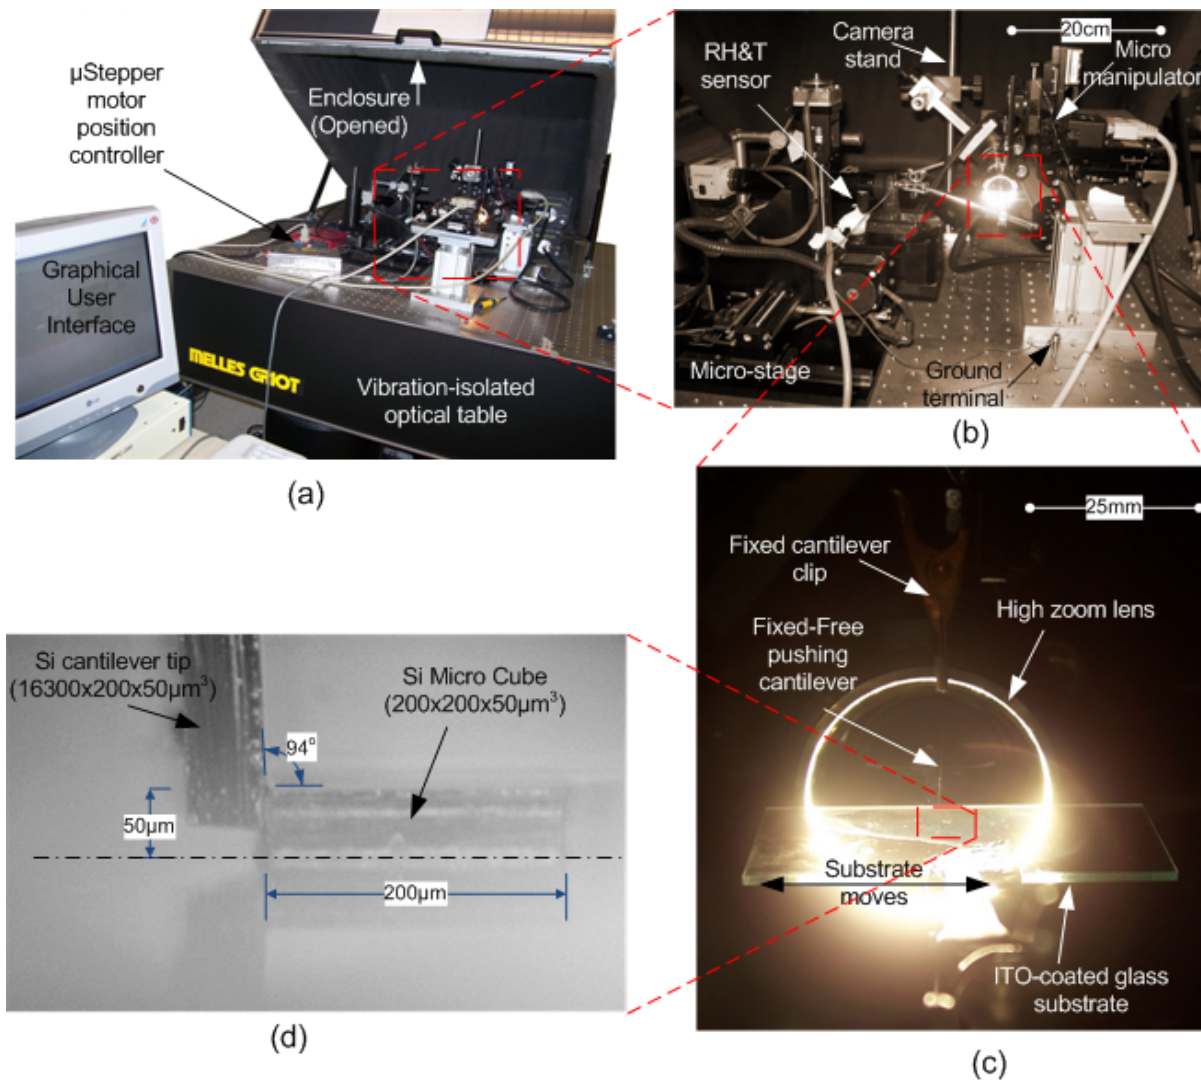 µStepper
motor
position
controller
Enclosure
(Opened)
Graphical
User
Interface
MELLES GRIOT
Vibration-isolated
optical table
(a)
RH&T
sensor
Camera
stand
20cm
Micro
manipulator
Micro-stage
Ground
terminal
(b)
25mm
Fixed cantilever
clip
High zoom lens
Fixed-Free
pushing
cantilever
Substrate
moves
ITO-coated glass
substrate
(c)
Si cantilever tip
(16300x200x50µm³)
Si Micro Cube
(200x200x50µm³)
94°
50µm
200µm
(d)